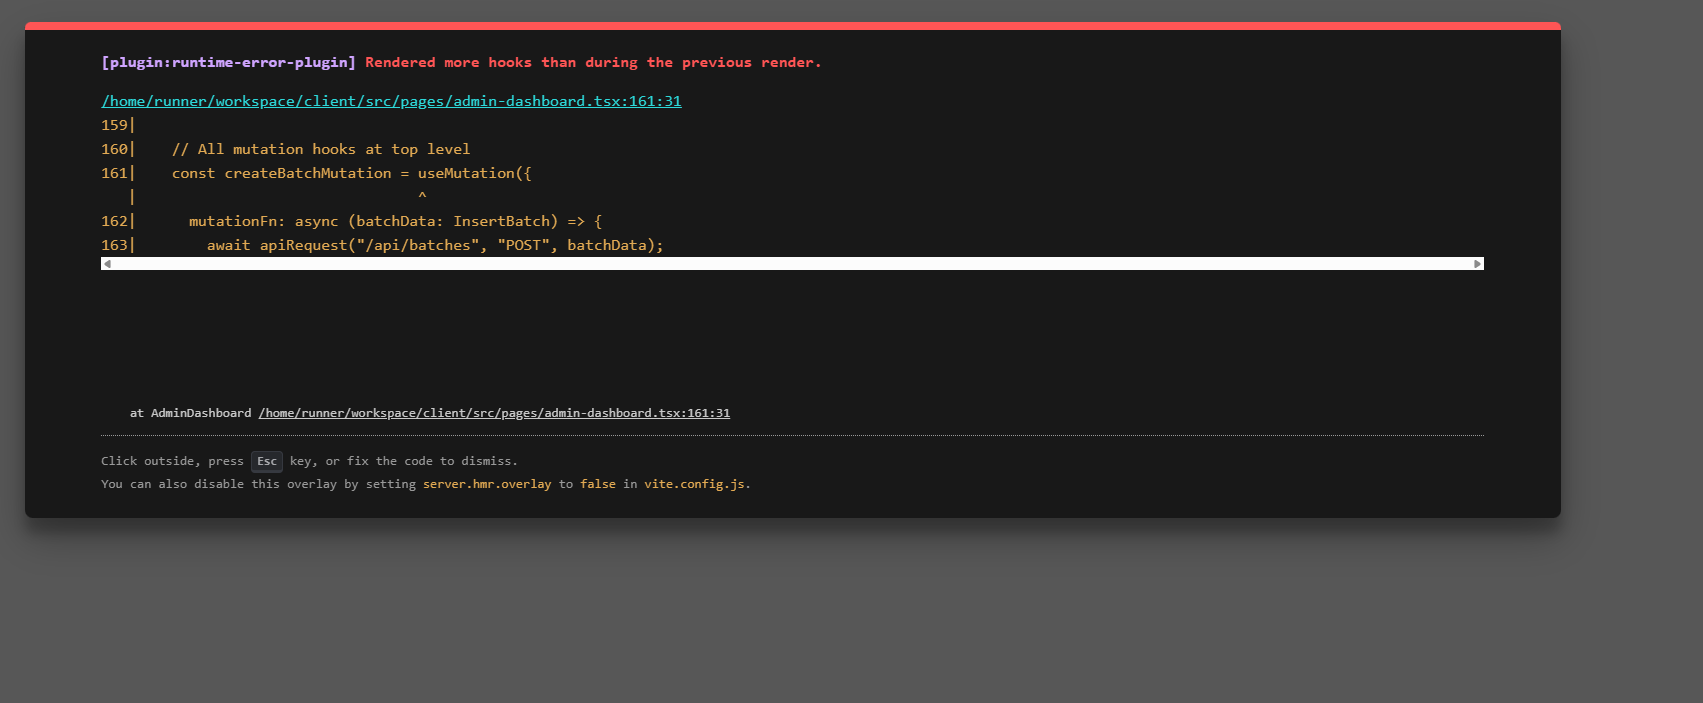 [plugin:runtime-error-plugin] Rendered more hooks than during the previous render.
/home/runner/workspace/client/src/pages/admin-dashboard.tsx:161:31
159|
160|    // All mutation hooks at top level
161|    const createBatchMutation = useMutation({
   |                                ^
162|      mutationFn: async (batchData: InsertBatch) => {
163|        await apiRequest("/api/batches", "POST", batchData);
at AdminDashboard /home/runner/workspace/client/src/pages/admin-dashboard.tsx:161:31
Click outside, press Esc key, or fix the code to dismiss.
You can also disable this overlay by setting server.hmr.overlay to false in vite.config.js.